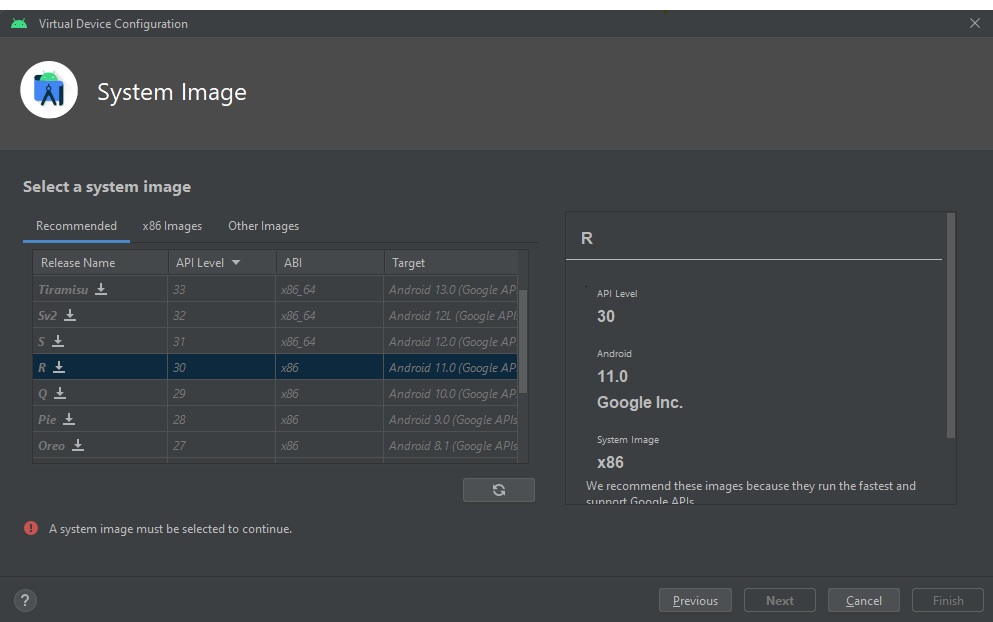 Virtual Device Configuration
System Image
Select a system image
Recommended x86 Images Other Images
Release Name API Level ABI Target
Tiramisu 33 x86_64 Android 13.0 (Google AP
Sv2 32 x86_64 Android 12L (Google API
S 31 x86_64 Android 12.0 (Google AP
R 30 x86 Android 11.0 (Google AP
Q 29 x86 Android 10.0 (Google AP
Pie 28 x86 Android 9.0 (Google APIs
Oreo 27 x86 Android 8.1 (Google APIs
R
API Level
30
Android
11.0
Google Inc.
System Image
x86
We recommend these images because they run the fastest and
support Google APIs
A system image must be selected to continue.
? Previous Next Cancel Finish